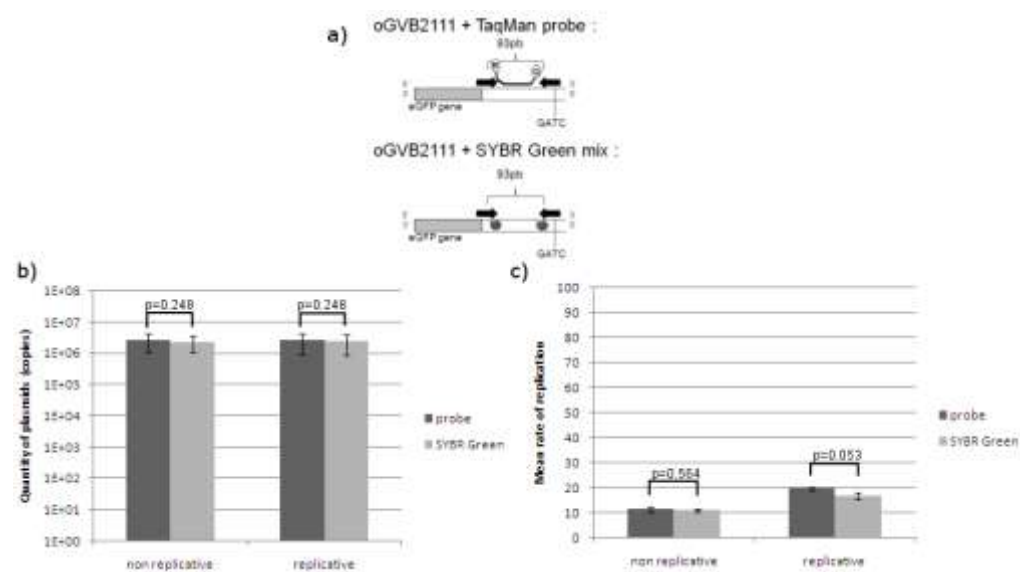 a)
oGVB2111 + TaqMan probe :
93pb
eGFP gene
GATC
oGVB2111 + SYBR Green mix :
93pb
eGFP gene
GATC
b)
1E+08
1E+07
1E+06
1E+05
1E+04
1E+03
1E+02
1E+01
1E+00
Quantity of plasmids (copies)
p=0.248
p=0.248
non replicative
replicative
probe
SYBR Green
c)
100
90
80
70
60
50
40
30
20
10
0
Mean rate of replication
p=0.564
p=0.053
non replicative
replicative
probe
SYBR Green